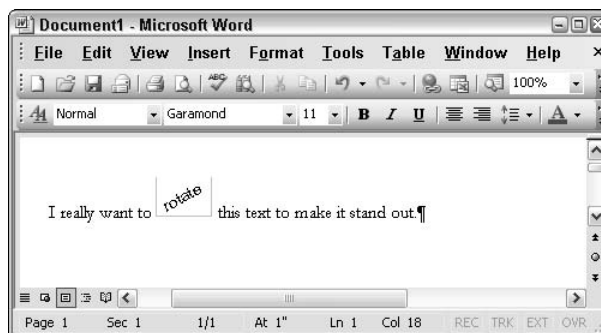 Document1 - Microsoft Word
File Edit View Insert Format Tools Table Window Help
ABC 100%
Normal Garamond 11 B I U A
I really want to rotate this text to make it stand out.¶
Page 1 Sec 1 1/1 At 1" Ln 1 Col 18 REC TRK EXT OVR